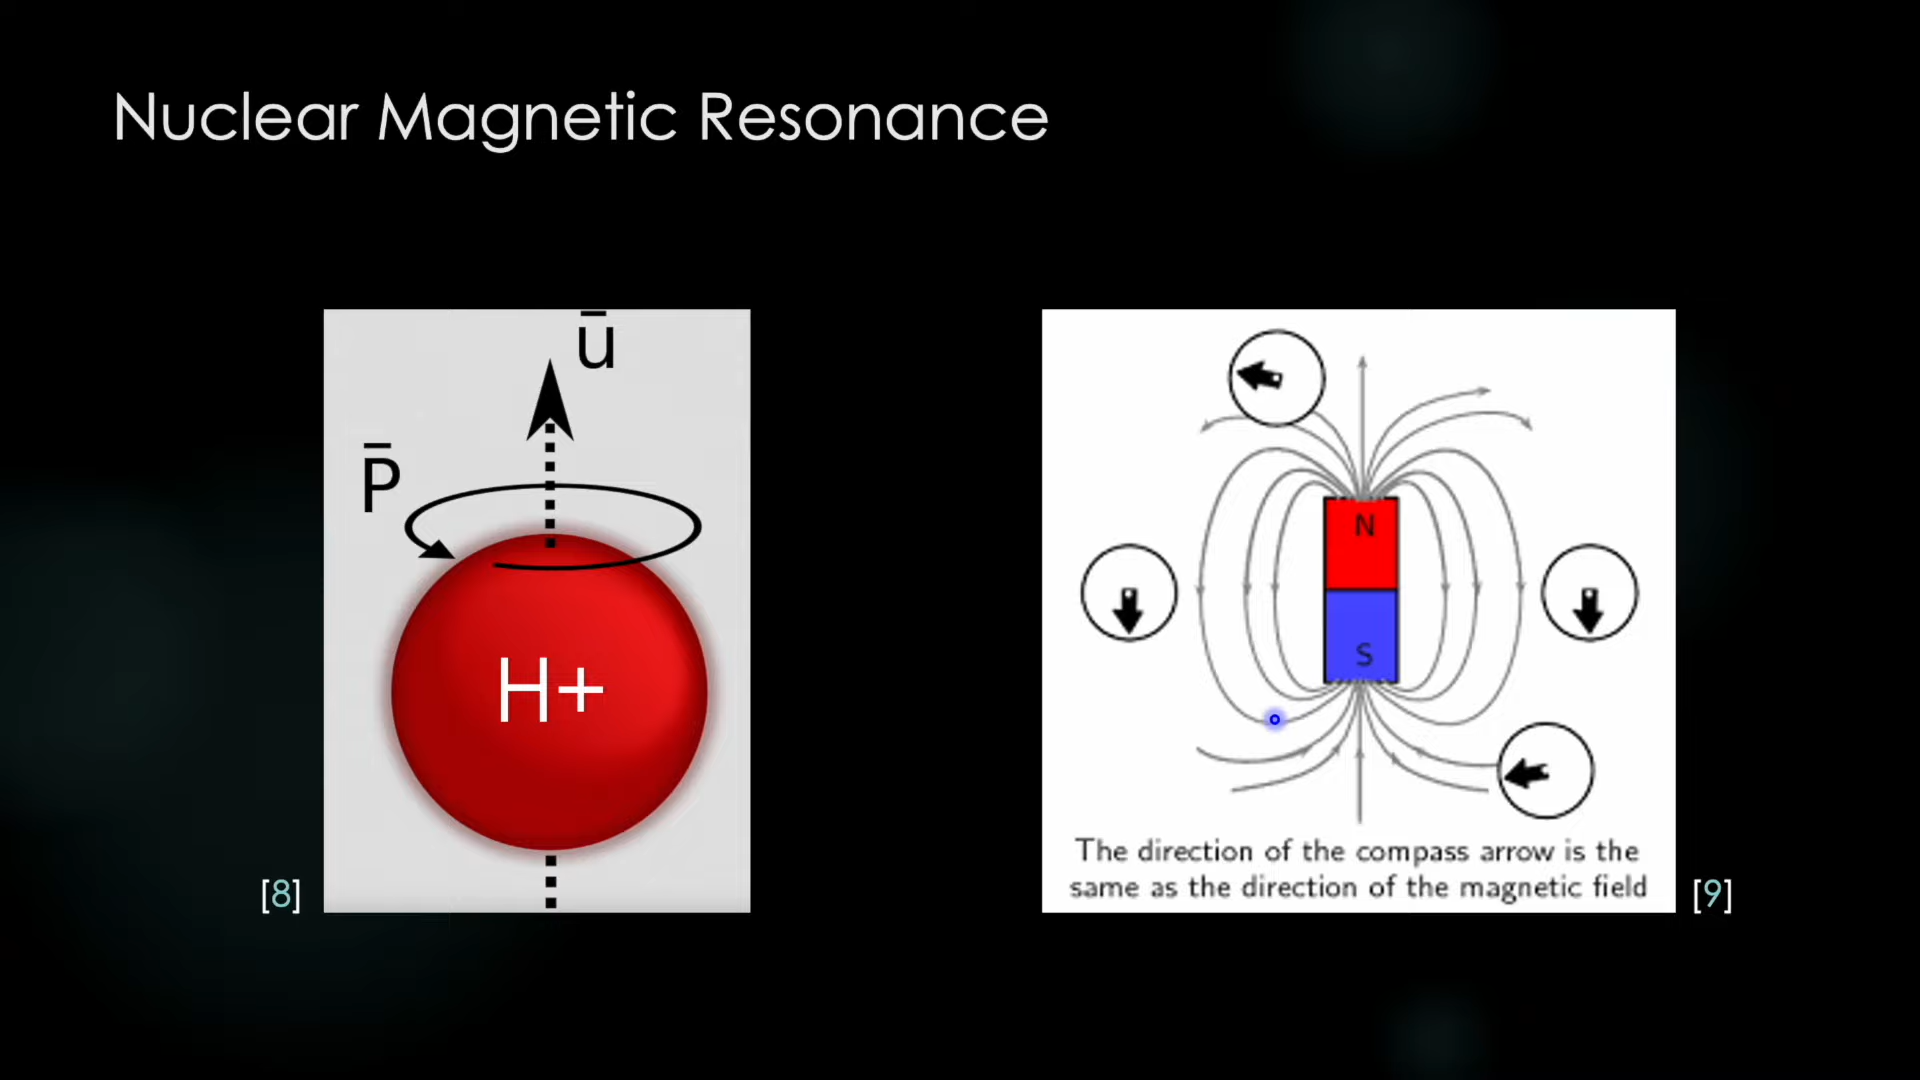 Nuclear Magnetic Resonance
ū
P̄
H+
[8]
N
S
The direction of the compass arrow is the
same as the direction of the magnetic field
[9]